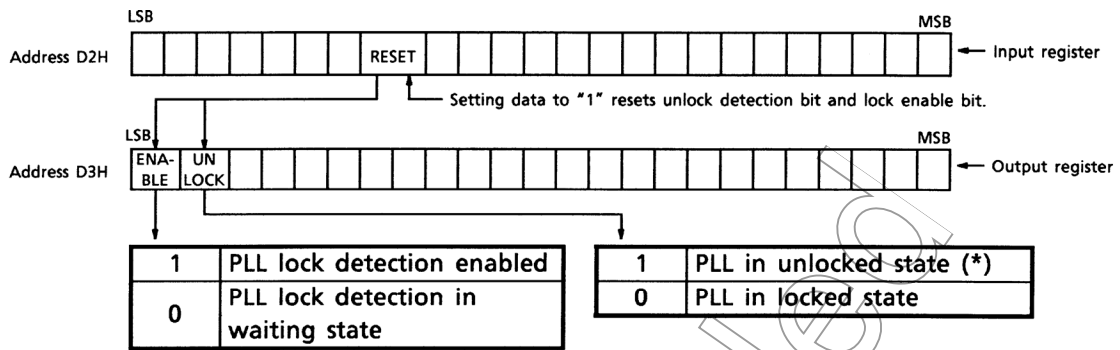 LSB MSB
Address D2H RESET Input register
Setting data to "1" resets unlock detection bit and lock enable bit.
LSB MSB
Address D3H ENA- BLE UN LOCK Output register
1 PLL lock detection enabled
0 PLL lock detection in
waiting state
1 PLL in unlocked state (*)
0 PLL in locked state